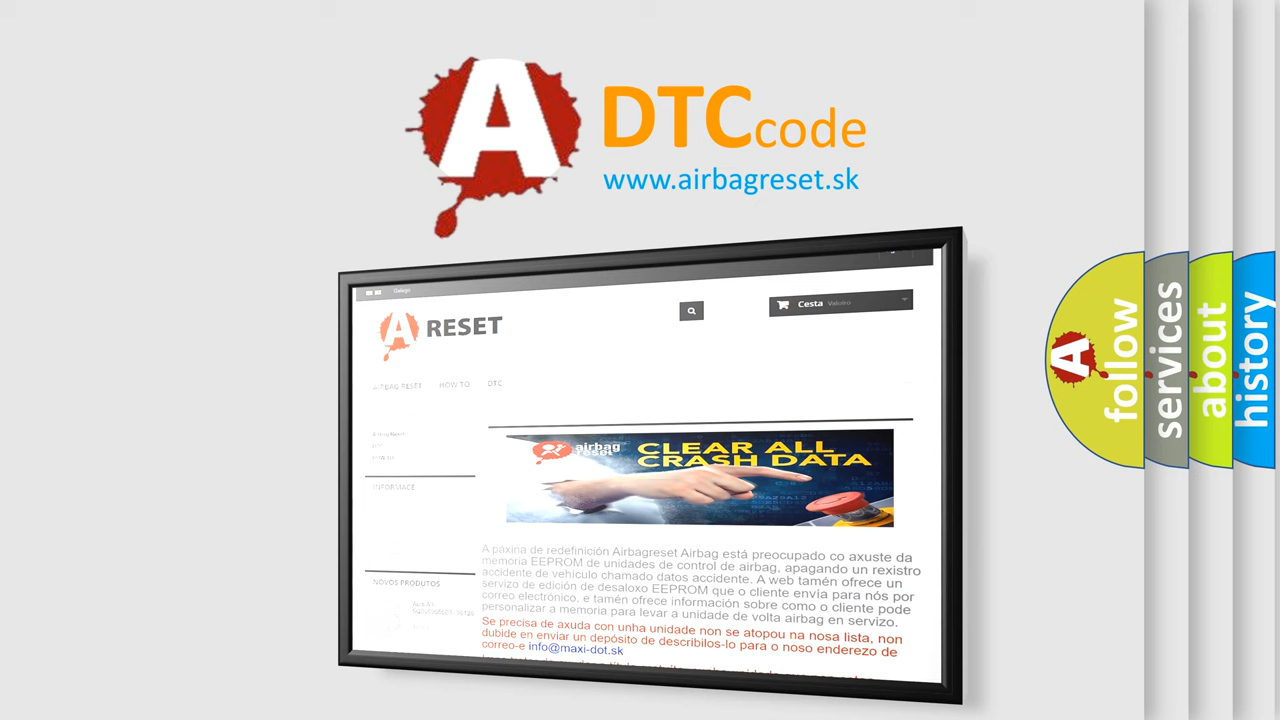 A
DTCcode
www.airbagreset.sk
Galego
Cesta Valeiro
A RESET
AIRBAG RESET HOW TO DTC
INFORMACE
airbag
reset
CLEAR ALL
CRASH DATA
A páxina de redefinición Airbagreset Airbag está preocupado co axuste da
memoria EEPROM de unidades de control de airbag, apagando un rexistro
accidente de vehículo chamado datos accidente. A web tamén ofrece un
servizo de edición de desaloxo EEPROM que o cliente envía para nós por
correo electrónico, e tamén ofrece información sobre como o cliente pode
personalizar a memoria para levar a unidade de volta airbag en servizo.
Se precisa de axuda con unha unidade non se atopou na nosa lista, non
dubide en enviar un depósito de describilos-lo para o noso enderezo de
correo-e info@maxi-dot.sk
NOVOS PRODUTOS
A
follow
services
about
history